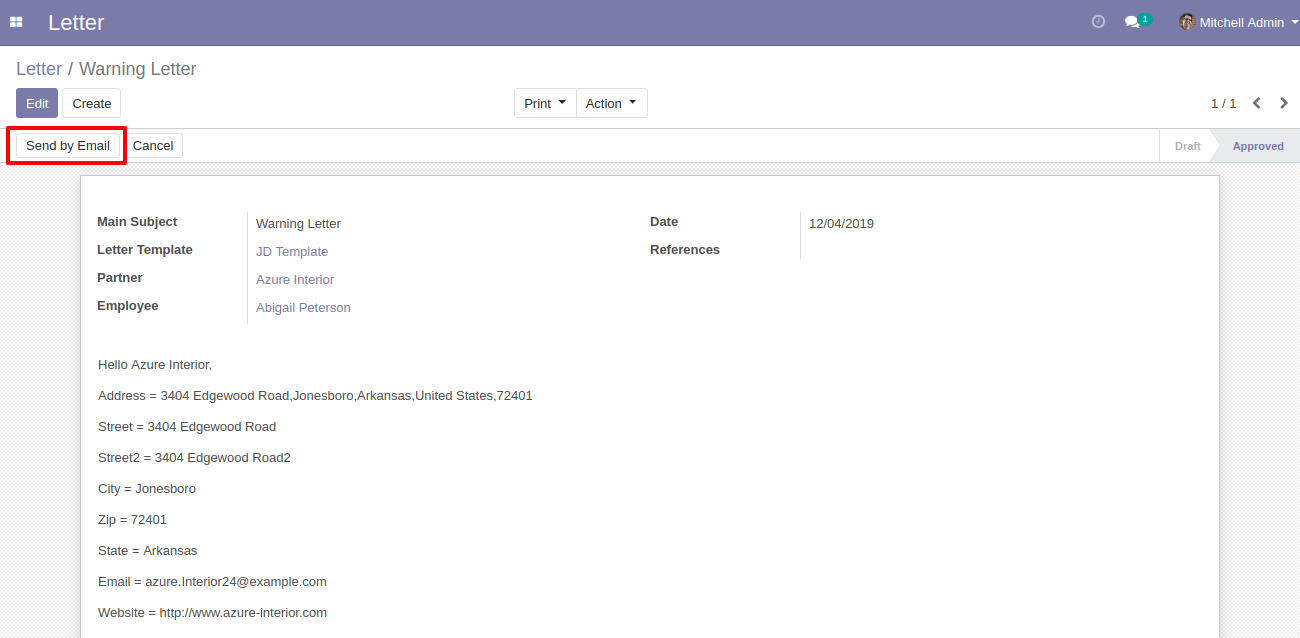 Letter
1
Mitchell Admin
Letter / Warning Letter
Edit
Create
Print
Action
1 / 1
Send by Email
Cancel
Draft
Approved
Main Subject
Warning Letter
Date
12/04/2019
Letter Template
JD Template
References
Partner
Azure Interior
Employee
Abigail Peterson
Hello Azure Interior,
Address = 3404 Edgewood Road,Jonesboro,Arkansas,United States,72401
Street = 3404 Edgewood Road
Street2 = 3404 Edgewood Road2
City = Jonesboro
Zip = 72401
State = Arkansas
Email = azure.Interior24@example.com
Website = http://www.azure-interior.com